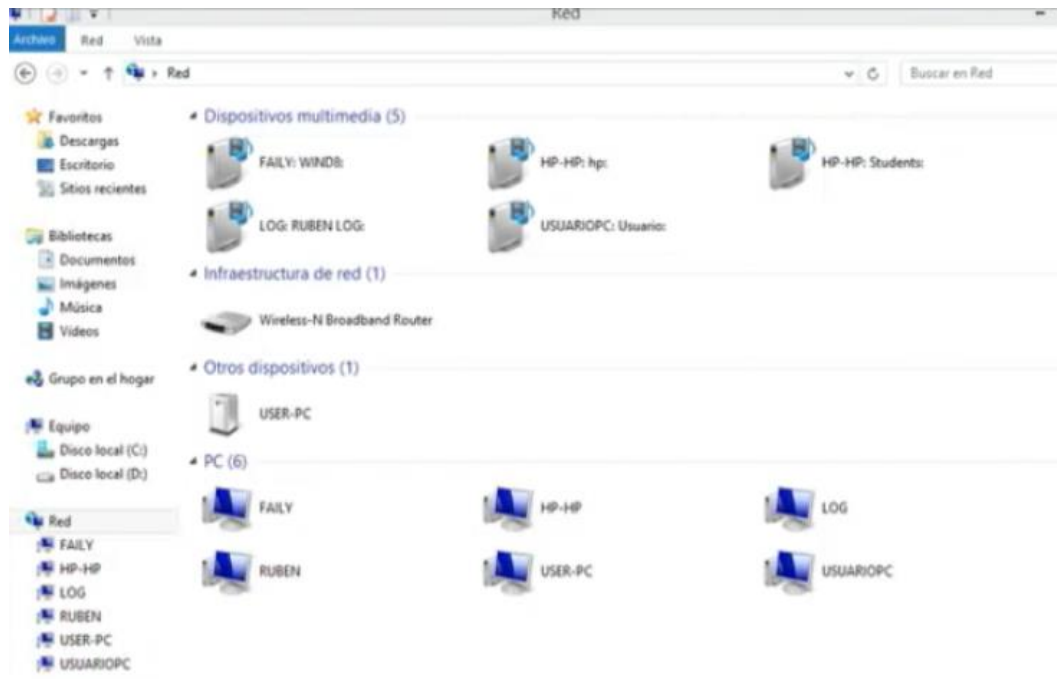 Red
Archivo Red Vista
Red
Buscar en Red
Favoritos
Descargas
Escritorio
Sitios recientes
Bibliotecas
Documentos
Imágenes
Música
Vídeos
Grupo en el hogar
Equipo
Disco local (C:)
Disco local (D:)
Red
FAILY
HP-HP
LOG
RUBEN
USER-PC
USUARIOPC
Dispositivos multimedia (5)
FAILY: WIND8:
HP-HP: hp:
HP-HP: Students:
LOG: RUBEN LOG:
USUARIOPC: Usuario:
Infraestructura de red (1)
Wireless-N Broadband Router
Otros dispositivos (1)
USER-PC
PC (6)
FAILY
HP-HP
LOG
RUBEN
USER-PC
USUARIOPC